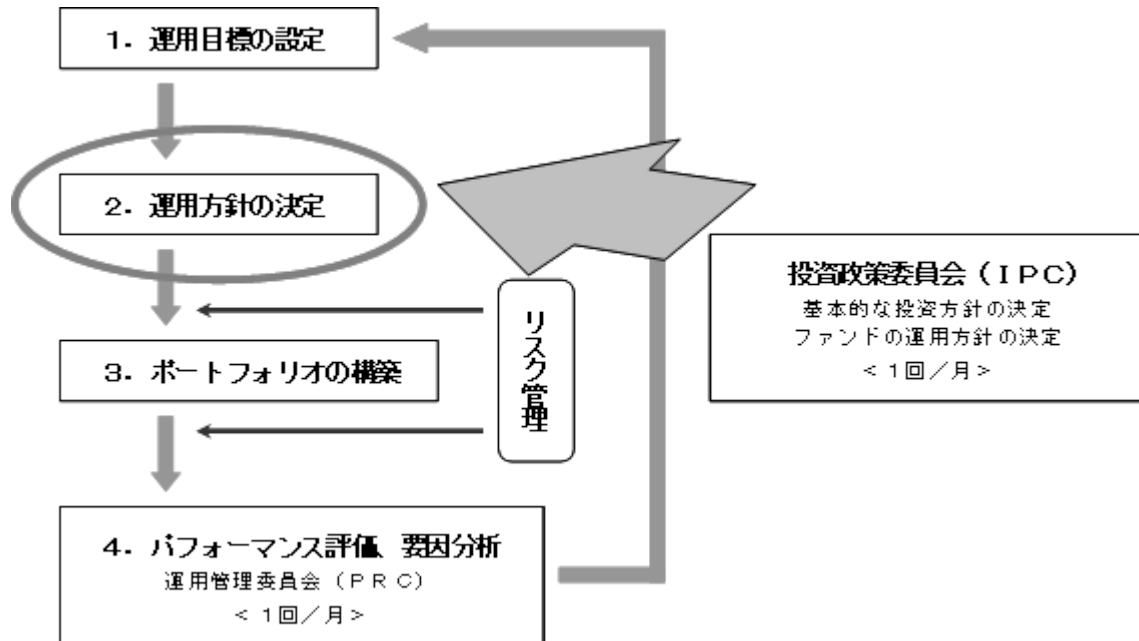 1．運用目標の設定
2．運用方針の決定
投資政策委員会（IPC）
基本的な投資方針の決定
ファンドの運用方針の決定
＜1回／月＞
リスク管理
3．ポートフォリオの構築
4．パフォーマンス評価、要因分析
運用管理委員会（PRC）
＜1回／月＞